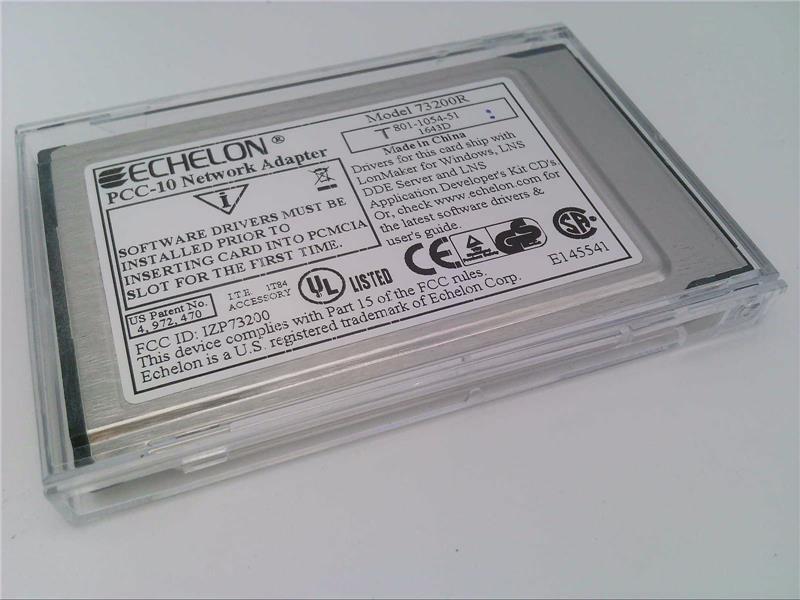 ECHELON®
PCC-10 Network Adapter
i
SOFTWARE DRIVERS MUST BE
INSTALLED PRIOR TO
INSERTING CARD INTO PCMCIA
SLOT FOR THE FIRST TIME.
Model 73200R
T 801-1054-51
1643D
Made in China
Drivers for this card ship with
LonMaker for Windows, LNS
DDE Server and LNS
Application Developer's Kit CD's
Or, check www.echelon.com for
the latest software drivers &
user's guide.
US Patent No.
4, 972, 470
I.T.E. 1T84
ACCESSORY
UL LISTED
CE
GS
SA
E145541
FCC ID: IZP73200
This device complies with Part 15 of the FCC rules.
Echelon is a U.S. registered trademark of Echelon Corp.